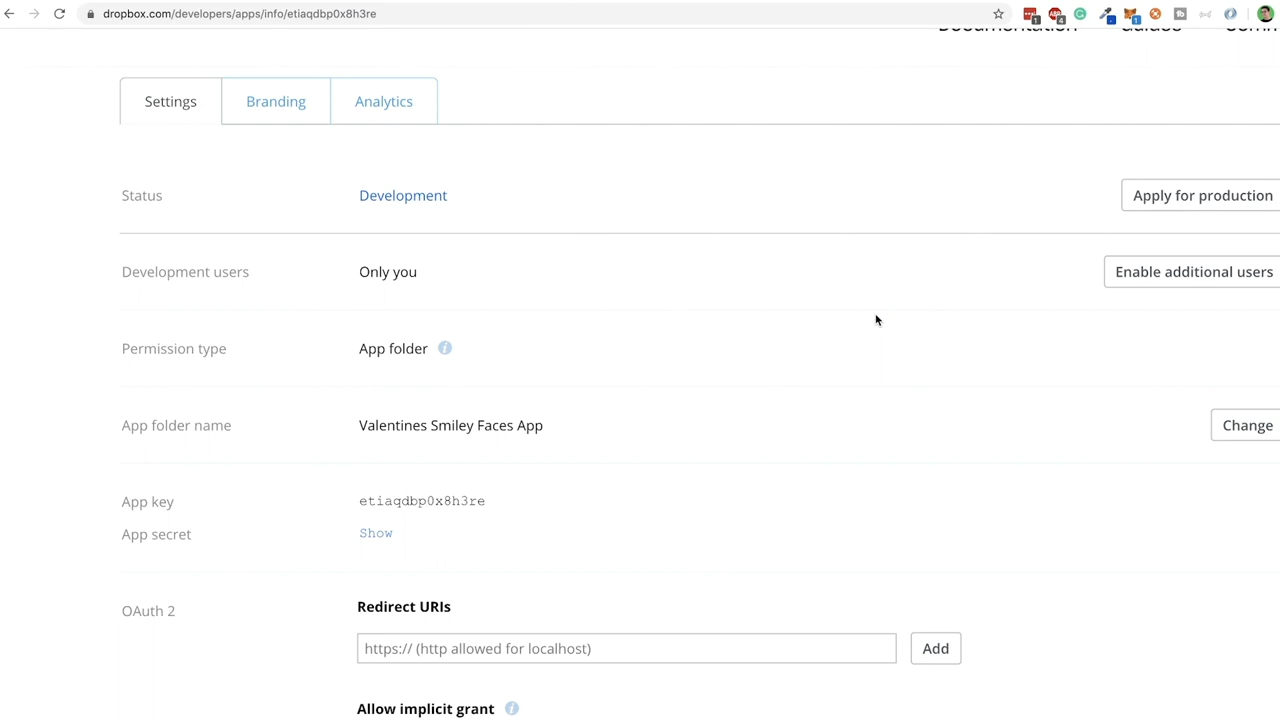 dropbox.com/developers/apps/info/etiaqdbp0x8h3re
Documentation Guides
Settings Branding Analytics
Status Development Apply for production
Development users Only you Enable additional users
Permission type App folder i
App folder name Valentines Smiley Faces App Change
App key etiaqdbp0x8h3re
App secret Show
OAuth 2 Redirect URIs
https:// (http allowed for localhost) Add
Allow implicit grant i